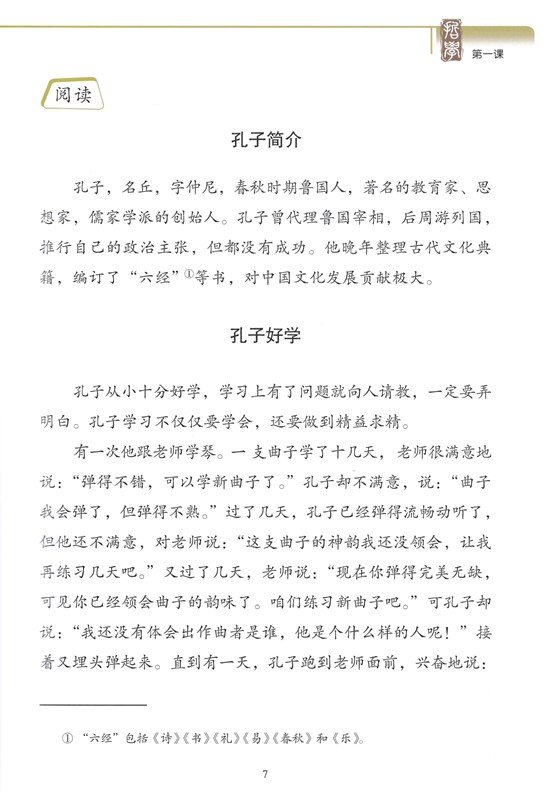 哲學
第一课
阅读
孔子简介
孔子，名丘，字仲尼，春秋时期鲁国人，著名的教育家、思
想家，儒家学派的创始人。孔子曾代理鲁国宰相，后周游列国，
推行自己的政治主张，但都没有成功。他晚年整理古代文化典
籍，编订了“六经”①等书，对中国文化发展贡献极大。
孔子好学
孔子从小十分好学，学习上有了问题就向人请教，一定要弄
明白。孔子学习不仅仅要学会，还要做到精益求精。
有一次他跟老师学琴。一支曲子学了十几天，老师很满意地
说：“弹得不错，可以学新曲子了。”孔子却不满意，说：“曲子
我会弹了，但弹得不熟。”过了几天，孔子已经弹得流畅动听了，
但他还不满意，对老师说：“这支曲子的神韵我还没领会，让我
再练习几天吧。”又过了几天，老师说：“现在你弹得完美无缺，
可见你已经领会曲子的韵味了。咱们练习新曲子吧。”可孔子却
说：“我还没有体会出作曲者是谁，他是个什么样的人呢！”接
着又埋头弹起来。直到有一天，孔子跑到老师面前，兴奋地说：
① “六经”包括《诗》《书》《礼》《易》《春秋》和《乐》。
7